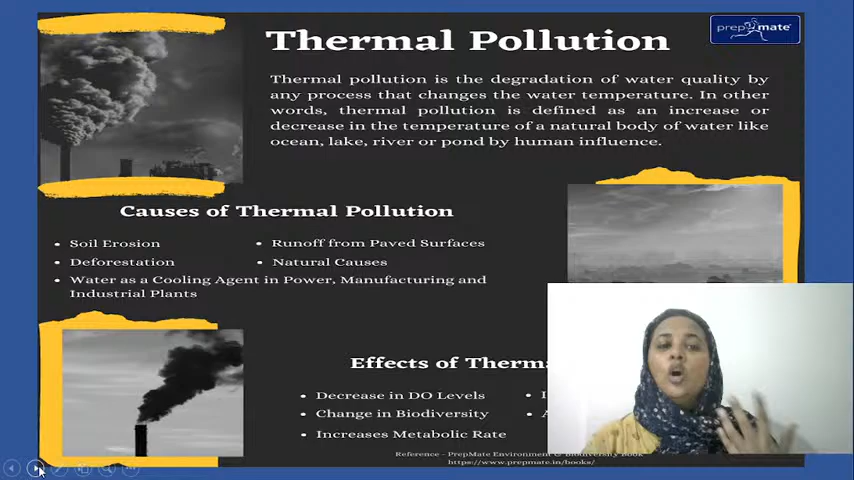 Thermal Pollution
prep mate
Thermal pollution is the degradation of water quality by
any process that changes the water temperature. In other
words, thermal pollution is defined as an increase or
decrease in the temperature of a natural body of water like
ocean, lake, river or pond by human influence.
Causes of Thermal Pollution
• Soil Erosion
• Runoff from Paved Surfaces
• Deforestation
• Natural Causes
• Water as a Cooling Agent in Power, Manufacturing and
Industrial Plants
Effects of Therma
• Decrease in DO Levels
• Change in Biodiversity
• Increases Metabolic Rate
Reference - PrepMate Environment & Biodiversity Book
https://www.prepmate.in/books/